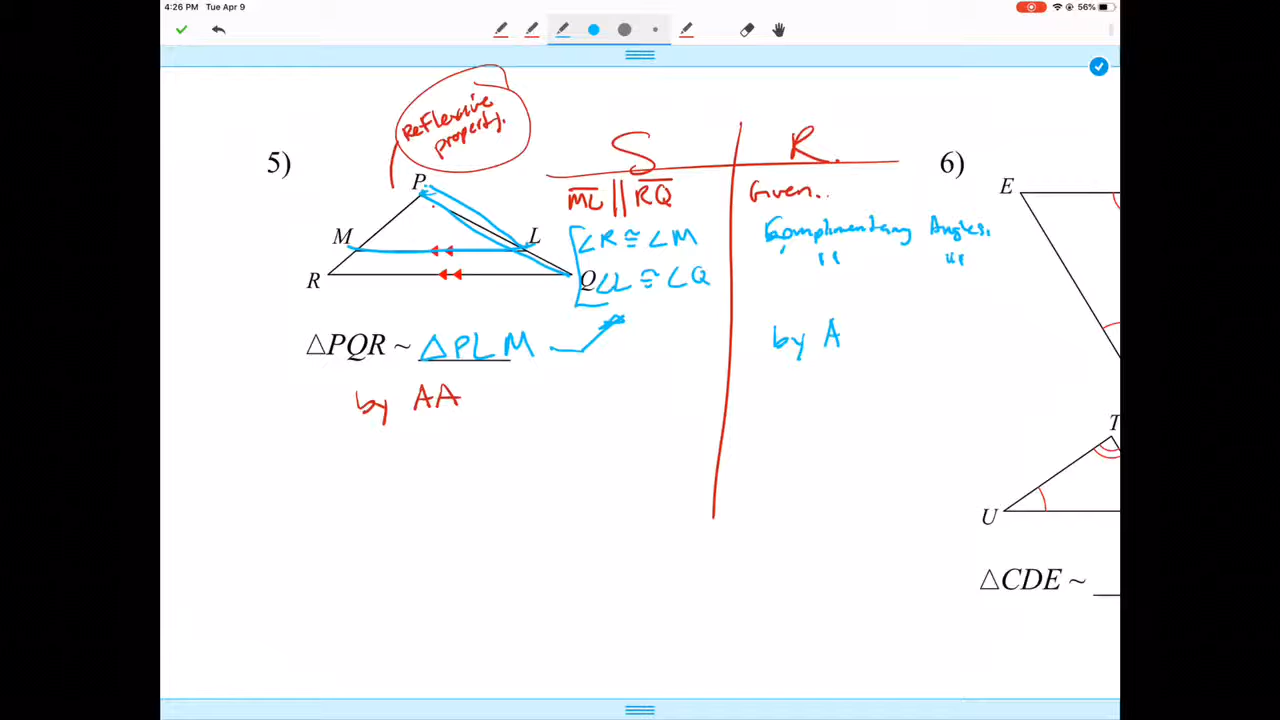 4:26 PM Tue Apr 9
56%
Reflexive
property.
5)
S
R.
6)
ML || RQ
Given..
∠R ≅ ∠M
Complimentary Angles.
∠L ≅ ∠Q
" "
P
M
L
R
Q
△PQR ~ △PLM
by A
by AA
E
T
U
△CDE ~